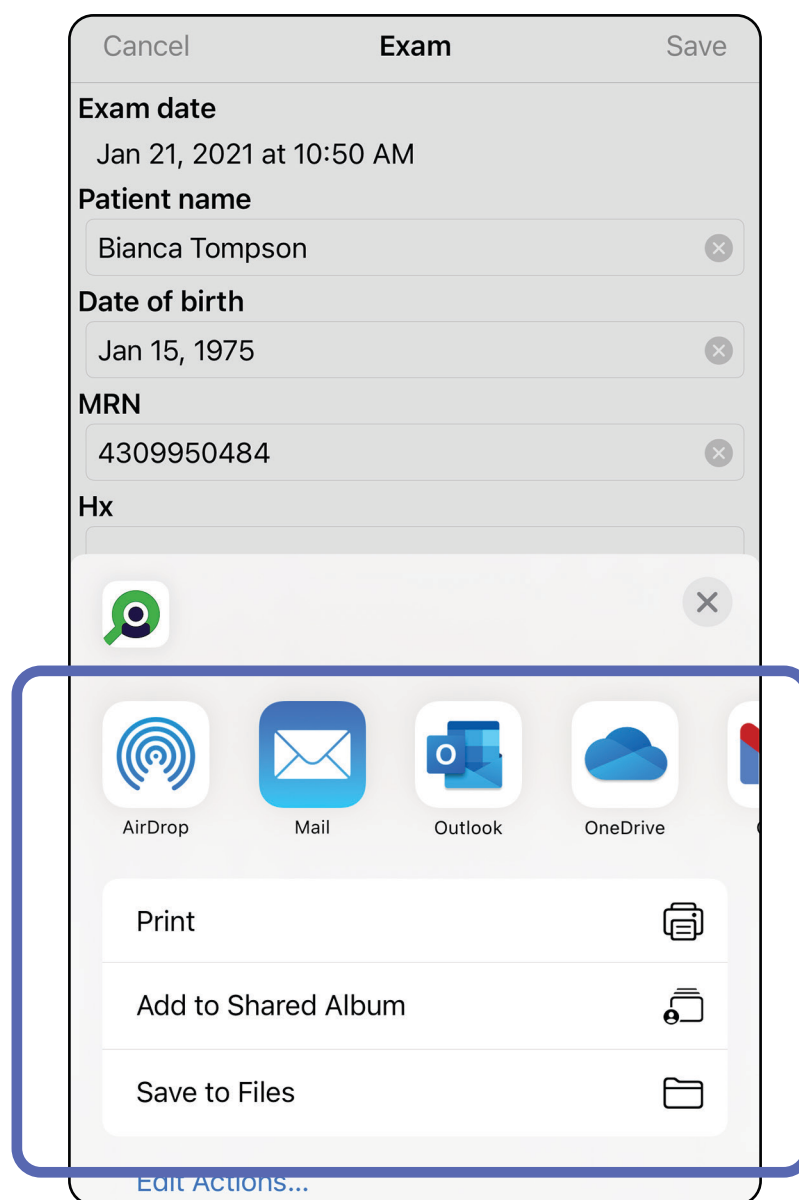 Cancel Exam Save
Exam date
Jan 21, 2021 at 10:50 AM
Patient name
Bianca Tompson
Date of birth
Jan 15, 1975
MRN
4309950484
Hx
O
AirDrop Mail Outlook OneDrive
Print
Add to Shared Album
Save to Files
Edit Actions...